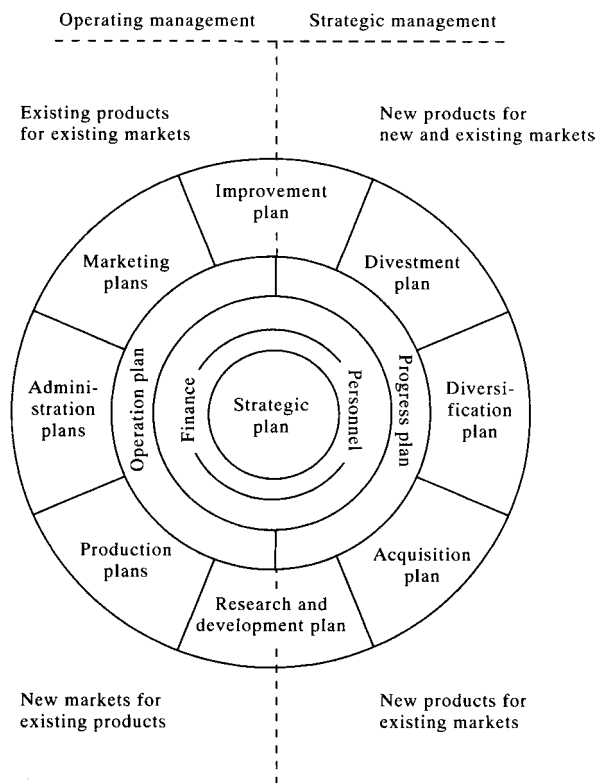 Operating management
Strategic management
Existing products
for existing markets
New products for
new and existing markets
Improvement
plan
Marketing
plans
Divestment
plan
Admini-
stration
plans
Operation plan
Finance
Strategic
plan
Personnel
Progress plan
Diversi-
fication
plan
Production
plans
Acquisition
plan
Research and
development plan
New markets for
existing products
New products for
existing markets